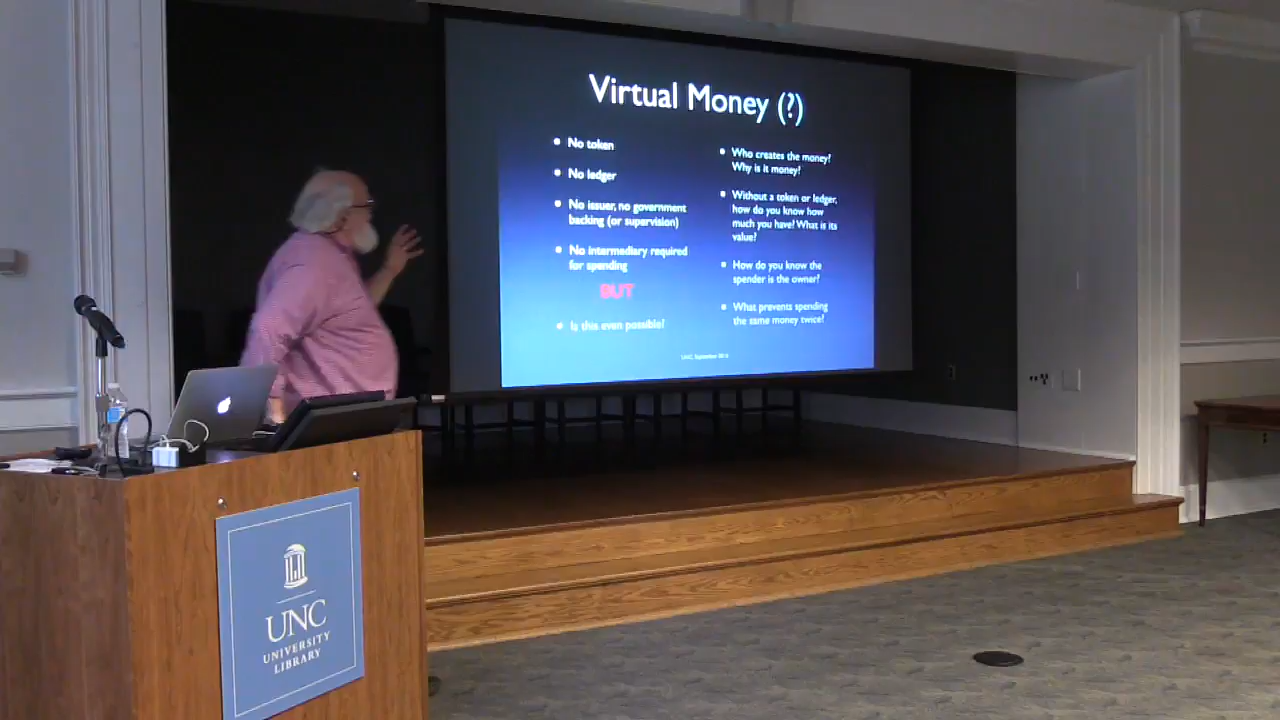 Virtual Money (?)
• No token
• No ledger
• No issuer, no government
backing (or supervision)
• No intermediary required
for spending
BUT
• Is this even possible?
• Who creates the money?
Why is it money?
• Without a token or ledger,
how do you know how
much you have? What is its
value?
• How do you know the
spender is the owner?
• What prevents spending
the same money twice?
UNC, September 2016
UNC
UNIVERSITY
LIBRARY